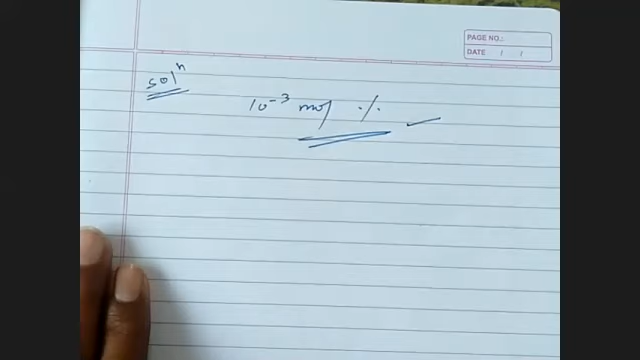 PAGE NO.:
DATE / /
solⁿ
10⁻³ mol %